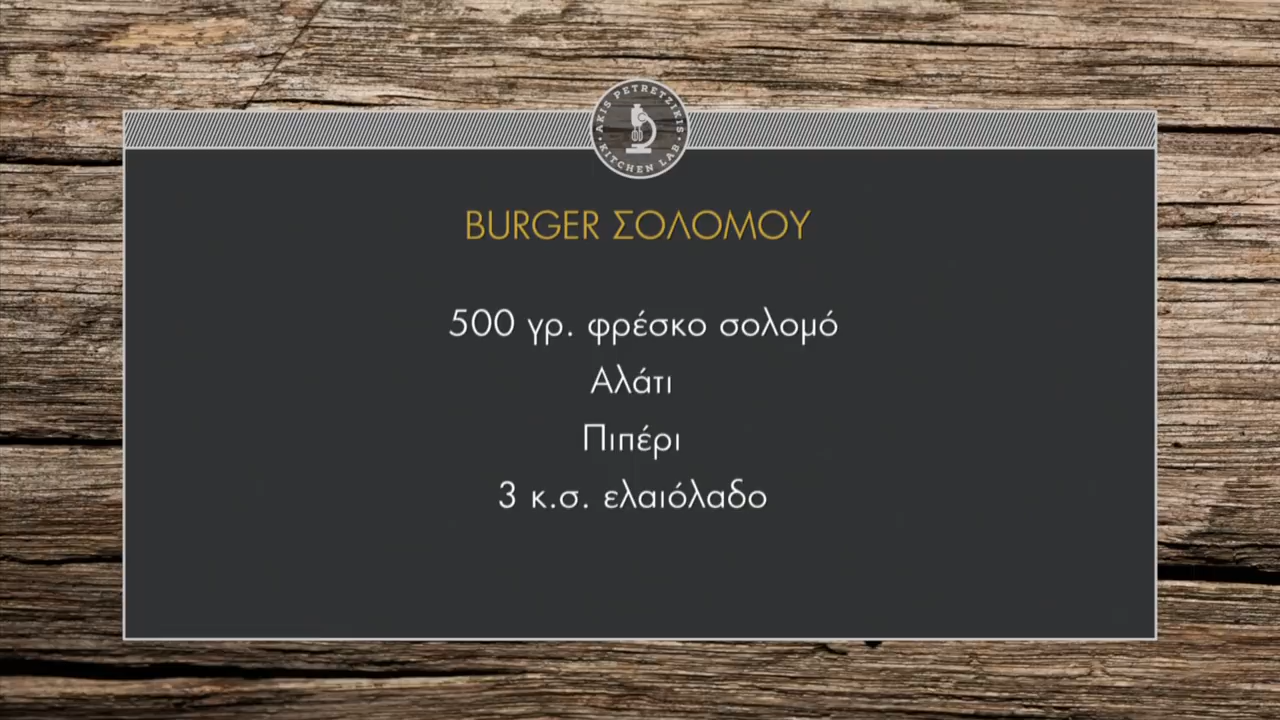 AKIS PETRETZIKIS
KITCHEN LAB
BURGER ΣΟΛΟΜΟΥ
500 γρ. φρέσκο σολομό
Αλάτι
Πιπέρι
3 κ.σ. ελαιόλαδο